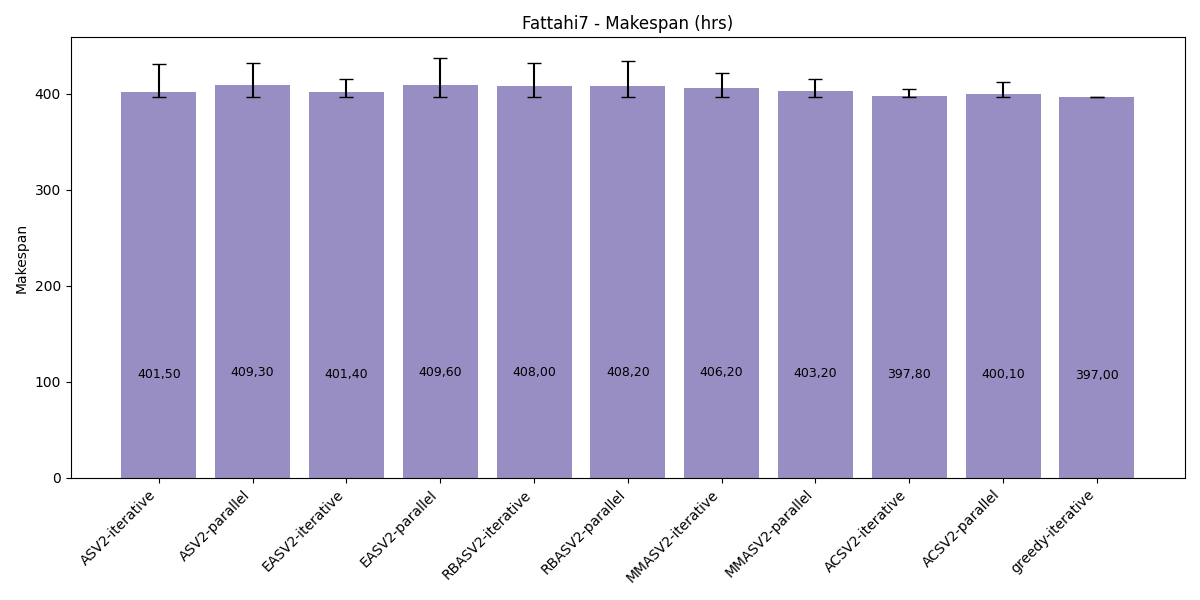 Fattahi7 - Makespan (hrs)
Makespan
400
300
200
100
0
401,50
409,30
401,40
409,60
408,00
408,20
406,20
403,20
397,80
400,10
397,00
ASV2-iterative
ASV2-parallel
EASV2-iterative
EASV2-parallel
RBASV2-iterative
RBASV2-parallel
MMASV2-iterative
MMASV2-parallel
ACSV2-iterative
ACSV2-parallel
greedy-iterative